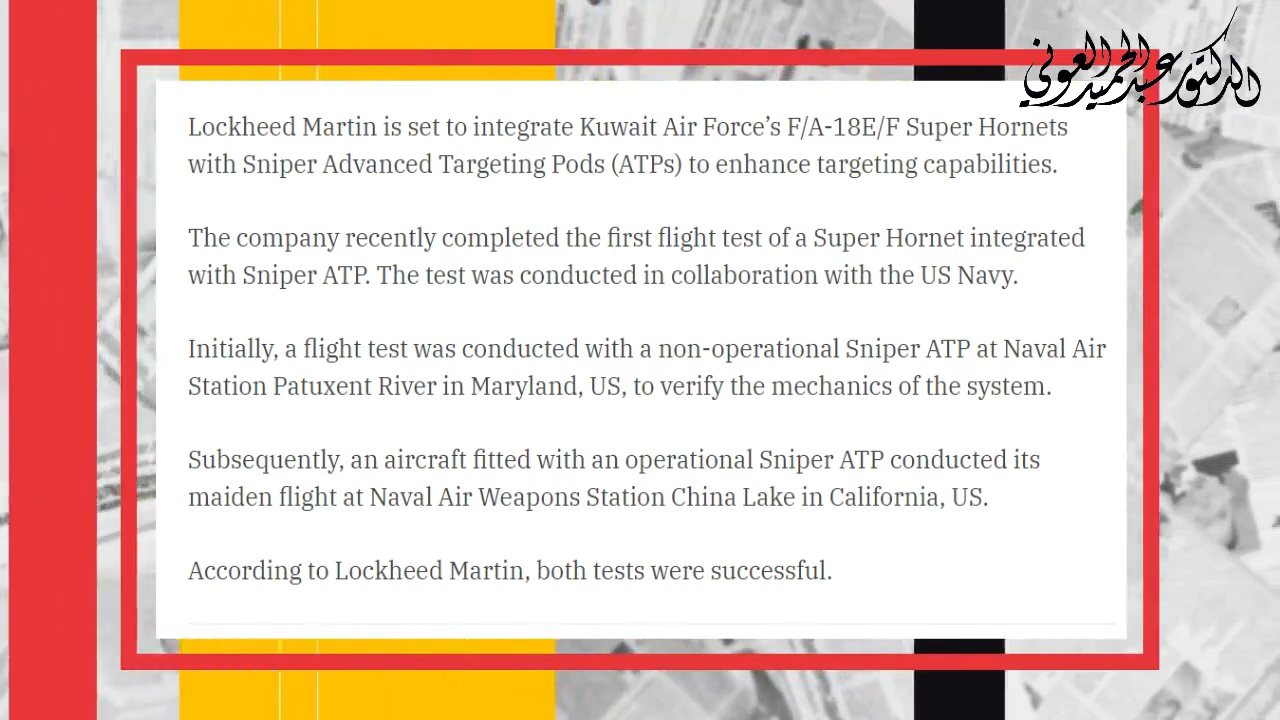 الدكتور عبد الحميد العوني
Lockheed Martin is set to integrate Kuwait Air Force’s F/A-18E/F Super Hornets
with Sniper Advanced Targeting Pods (ATPs) to enhance targeting capabilities.
The company recently completed the first flight test of a Super Hornet integrated
with Sniper ATP. The test was conducted in collaboration with the US Navy.
Initially, a flight test was conducted with a non-operational Sniper ATP at Naval Air
Station Patuxent River in Maryland, US, to verify the mechanics of the system.
Subsequently, an aircraft fitted with an operational Sniper ATP conducted its
maiden flight at Naval Air Weapons Station China Lake in California, US.
According to Lockheed Martin, both tests were successful.